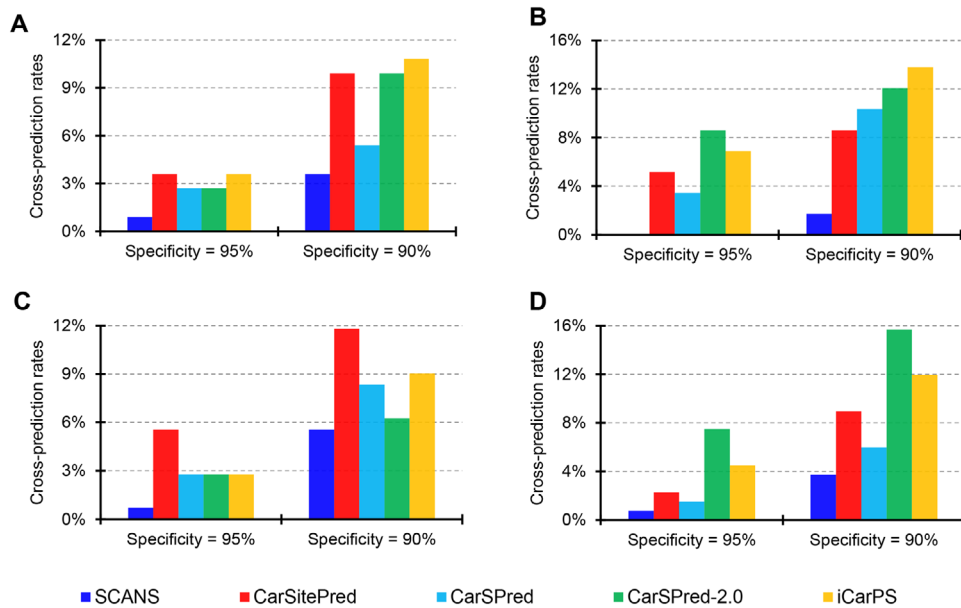 A
Cross-prediction rates
12%
9%
6%
3%
0%
Specificity = 95%
Specificity = 90%
B
Cross-prediction rates
16%
12%
8%
4%
0%
Specificity = 95%
Specificity = 90%
C
Cross-prediction rates
12%
9%
6%
3%
0%
Specificity = 95%
Specificity = 90%
D
Cross-prediction rates
16%
12%
8%
4%
0%
Specificity = 95%
Specificity = 90%
SCANS CarSitePred CarSPred CarSPred-2.0 iCarPS